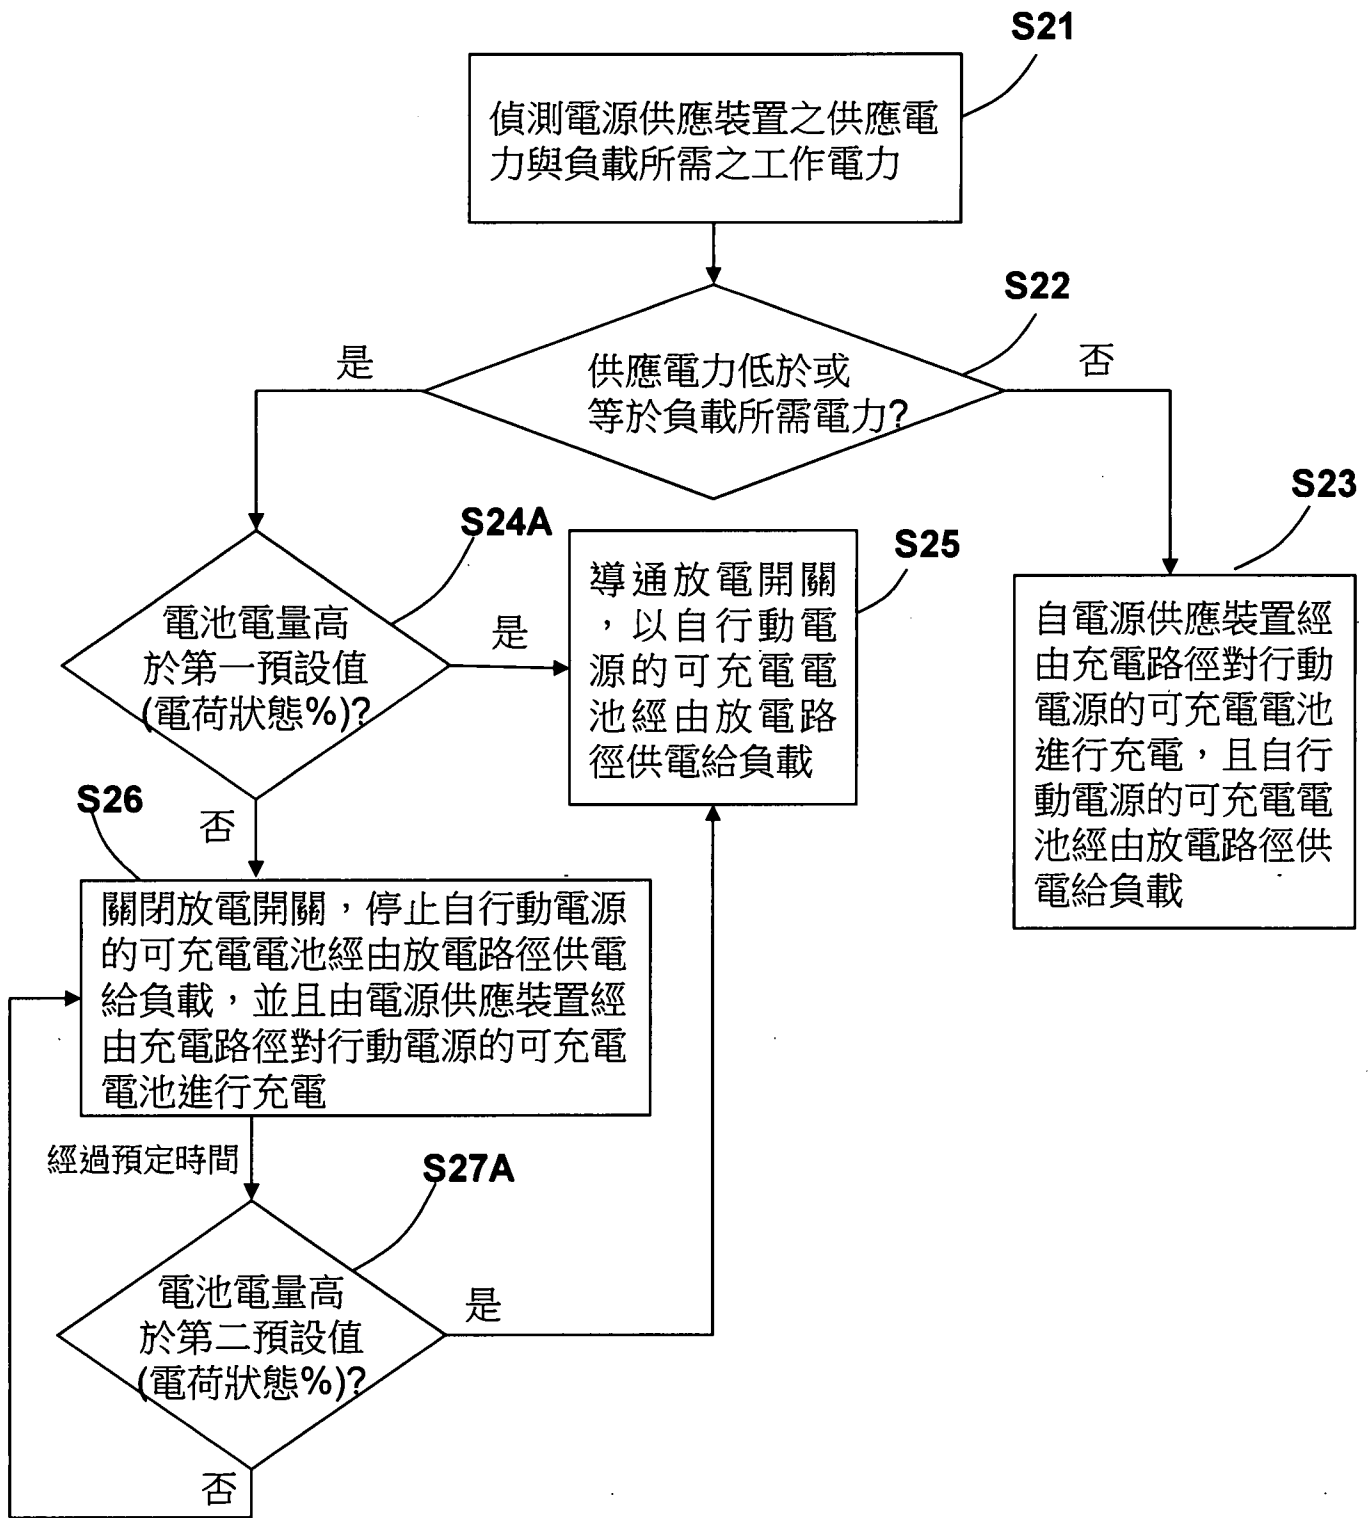 S21
偵測電源供應裝置之供應電
力與負載所需之工作電力
S22
是
供應電力低於或
等於負載所需電力?
否
S23
S24A
電池電量高
於第一預設值
(電荷狀態%)?
是
S25
導通放電開關
，以自行動電
源的可充電電
池經由放電路
徑供電給負載
自電源供應裝置經
由充電路徑對行動
電源的可充電電池
進行充電，且自行
動電源的可充電電
池經由放電路徑供
電給負載
否
S26
關閉放電開關，停止自行動電源
的可充電電池經由放電路徑供電
給負載，並且由電源供應裝置經
由充電路徑對行動電源的可充電
電池進行充電
經過預定時間
S27A
電池電量高
於第二預設值
(電荷狀態%)?
是
否